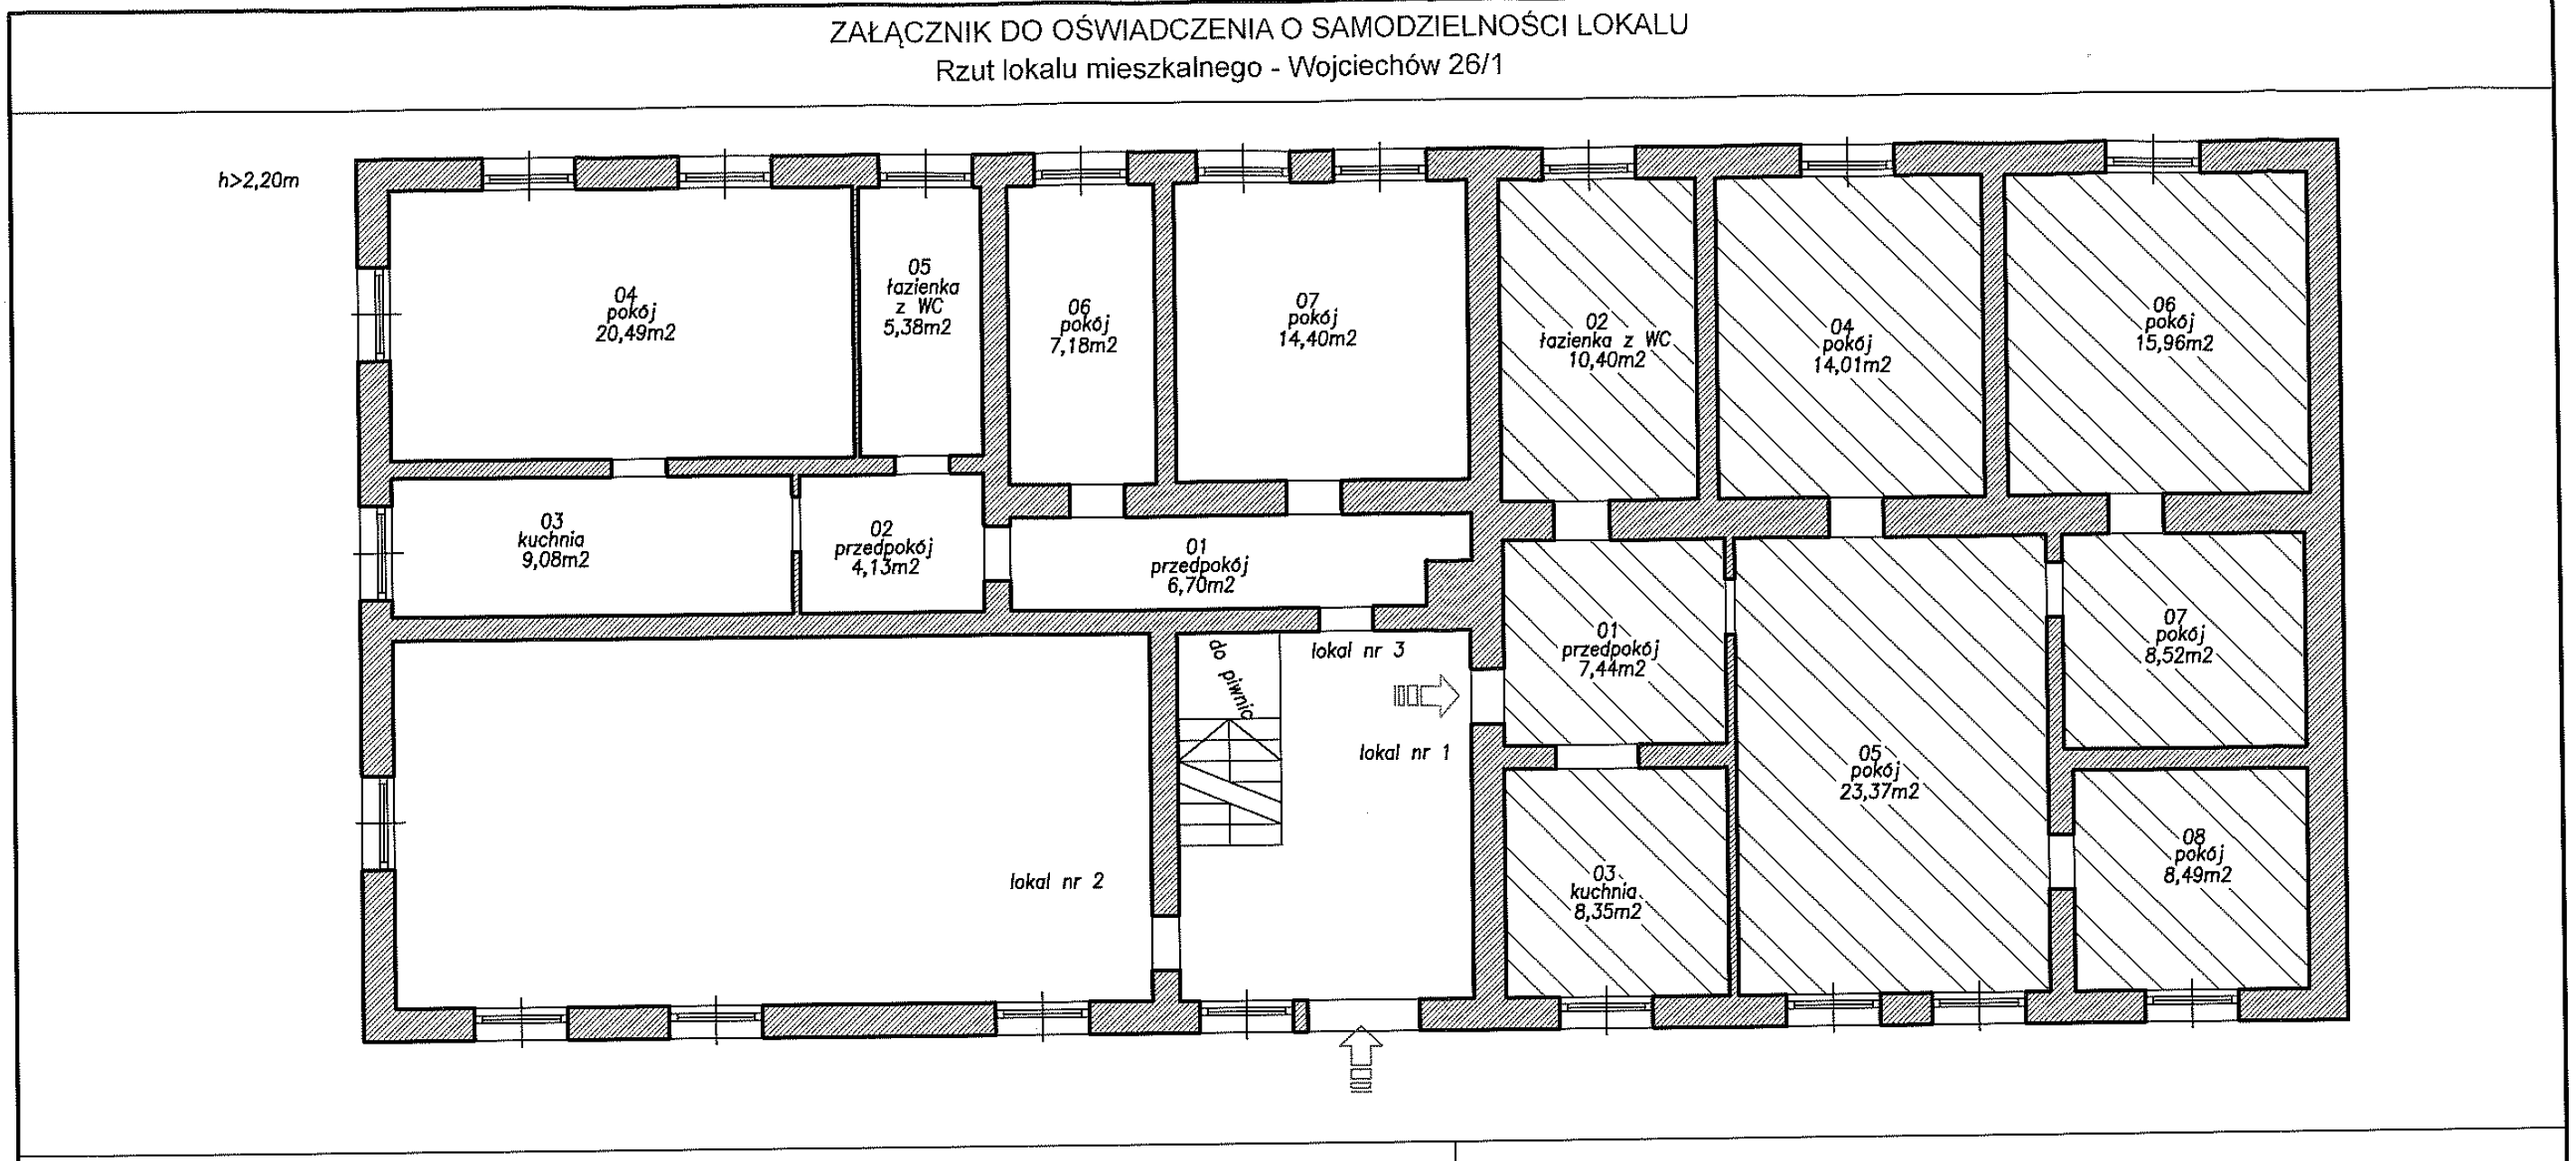 ZAŁĄCZNIK DO OŚWIADCZENIA O SAMODZIELNOŚCI LOKALU
Rzut lokalu mieszkalnego - Wojciechów 26/1
h>2,20m
04
pokój
20,49m2
05
łazienka
z WC
5,38m2
06
pokój
7,18m2
07
pokój
14,40m2
02
łazienka z WC
10,40m2
04
pokój
14,01m2
06
pokój
15,96m2
03
kuchnia
9,08m2
02
przedpokój
4,13m2
01
przedpokój
6,70m2
01
przedpokój
7,44m2
07
pokój
8,52m2
do piwnic
lokal nr 3
lokal nr 1
05
pokój
23,37m2
lokal nr 2
03
kuchnia
8,35m2
08
pokój
8,49m2